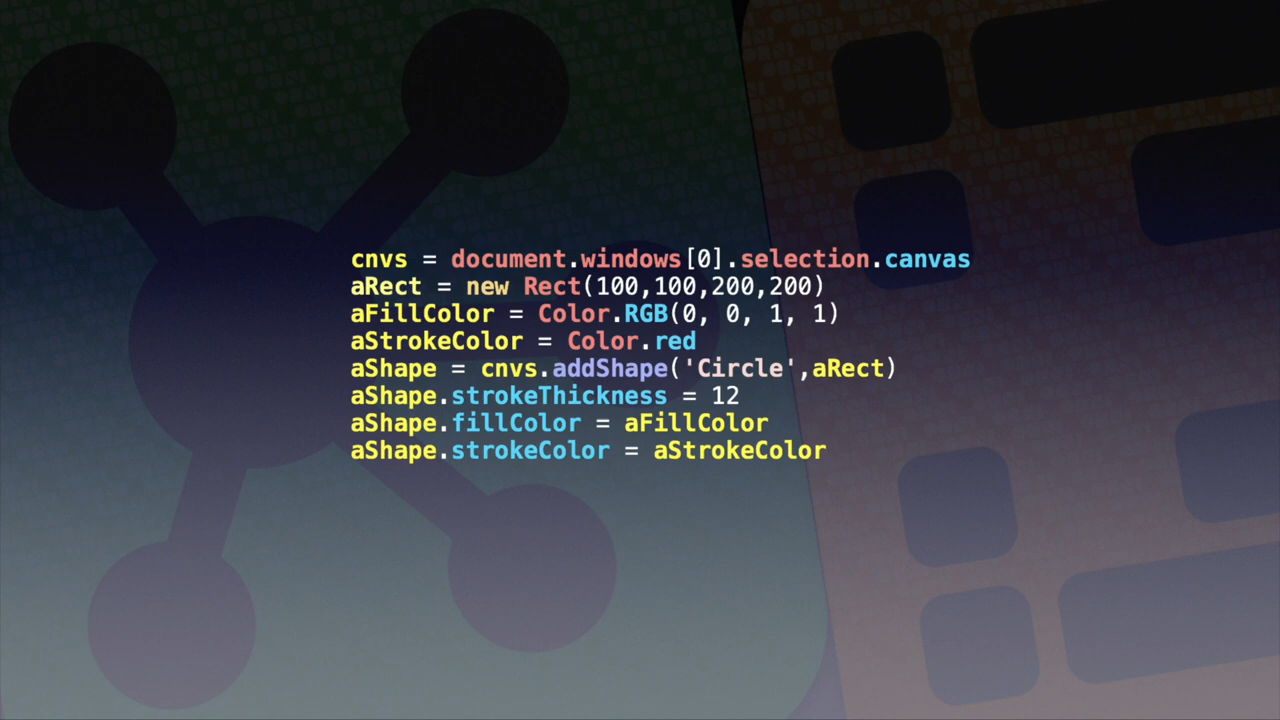 cnvs = document.windows[0].selection.canvas
aRect = new Rect(100,100,200,200)
aFillColor = Color.RGB(0, 0, 1, 1)
aStrokeColor = Color.red
aShape = cnvs.addShape('Circle',aRect)
aShape.strokeThickness = 12
aShape.fillColor = aFillColor
aShape.strokeColor = aStrokeColor